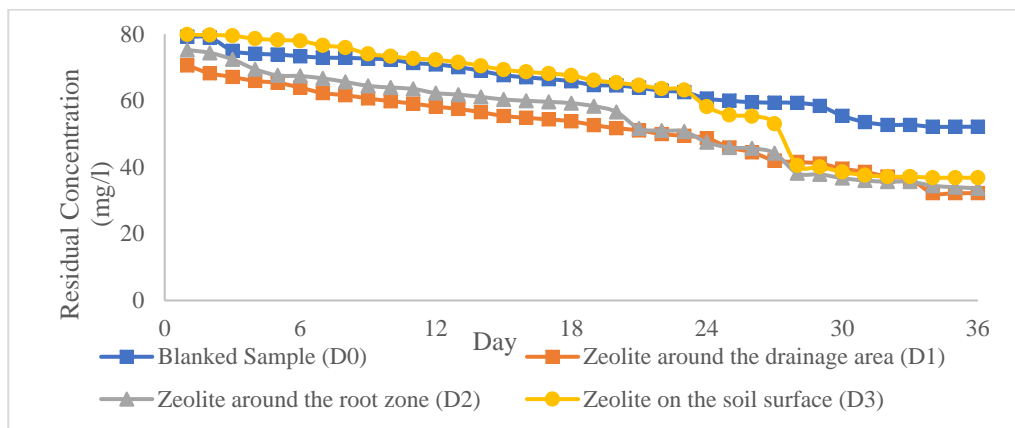 Residual Concentration
(mg/l)
80
60
40
20
0
0 6 12 18 24 30 36
Day
Blanked Sample (D0) Zeolite around the drainage area (D1)
Zeolite around the root zone (D2) Zeolite on the soil surface (D3)